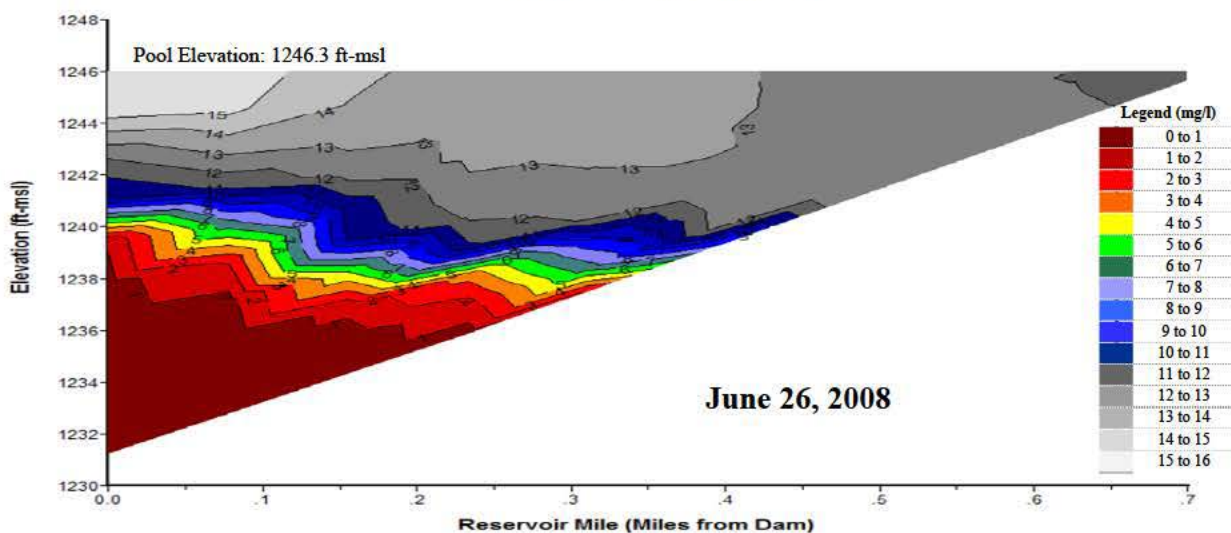 1248
Pool Elevation: 1246.3 ft-msl
1246
1244
1242
1240
1238
1236
1234
1232
1230
Elevation (ft-msl)
15
14
14
13
13
13
13
13
12
12
12
12
June 26, 2008
Legend (mg/l)
0 to 1
1 to 2
2 to 3
3 to 4
4 to 5
5 to 6
6 to 7
7 to 8
8 to 9
9 to 10
10 to 11
11 to 12
12 to 13
13 to 14
14 to 15
15 to 16
0.0 .1 .2 .3 .4 .5 .6 .7
Reservoir Mile (Miles from Dam)